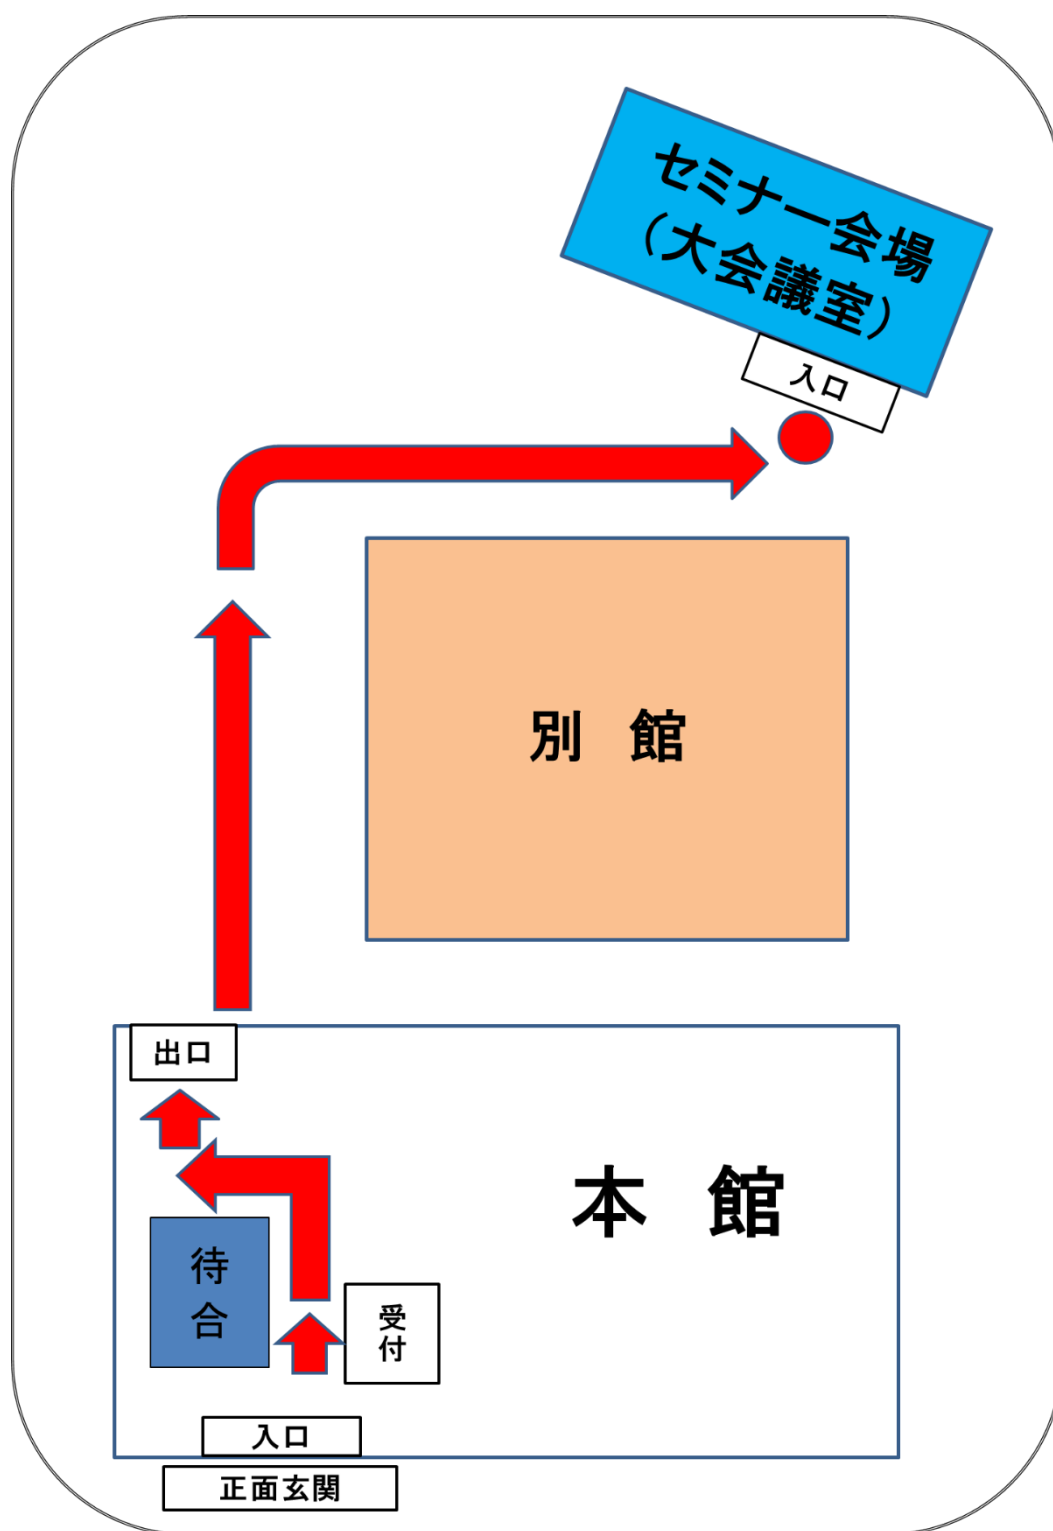 セミナー会場
（大会議室）
入口
別　館
出口
本　館
待
合
受
付
入口
正面玄関